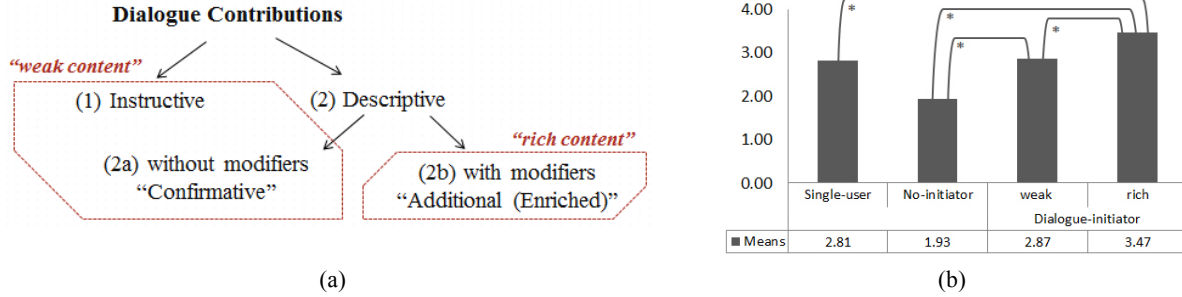 Dialogue Contributions
“weak content”
(1) Instructive
(2) Descriptive
“rich content”
(2a) without modifiers
“Confirmative”
(2b) with modifiers
“Additional (Enriched)”
(a)
4.00
3.00
2.00
1.00
0.00
*
*
*
*
Single-user No-initiator weak rich
Dialogue-initiator
Means 2.81 1.93 2.87 3.47
(b)